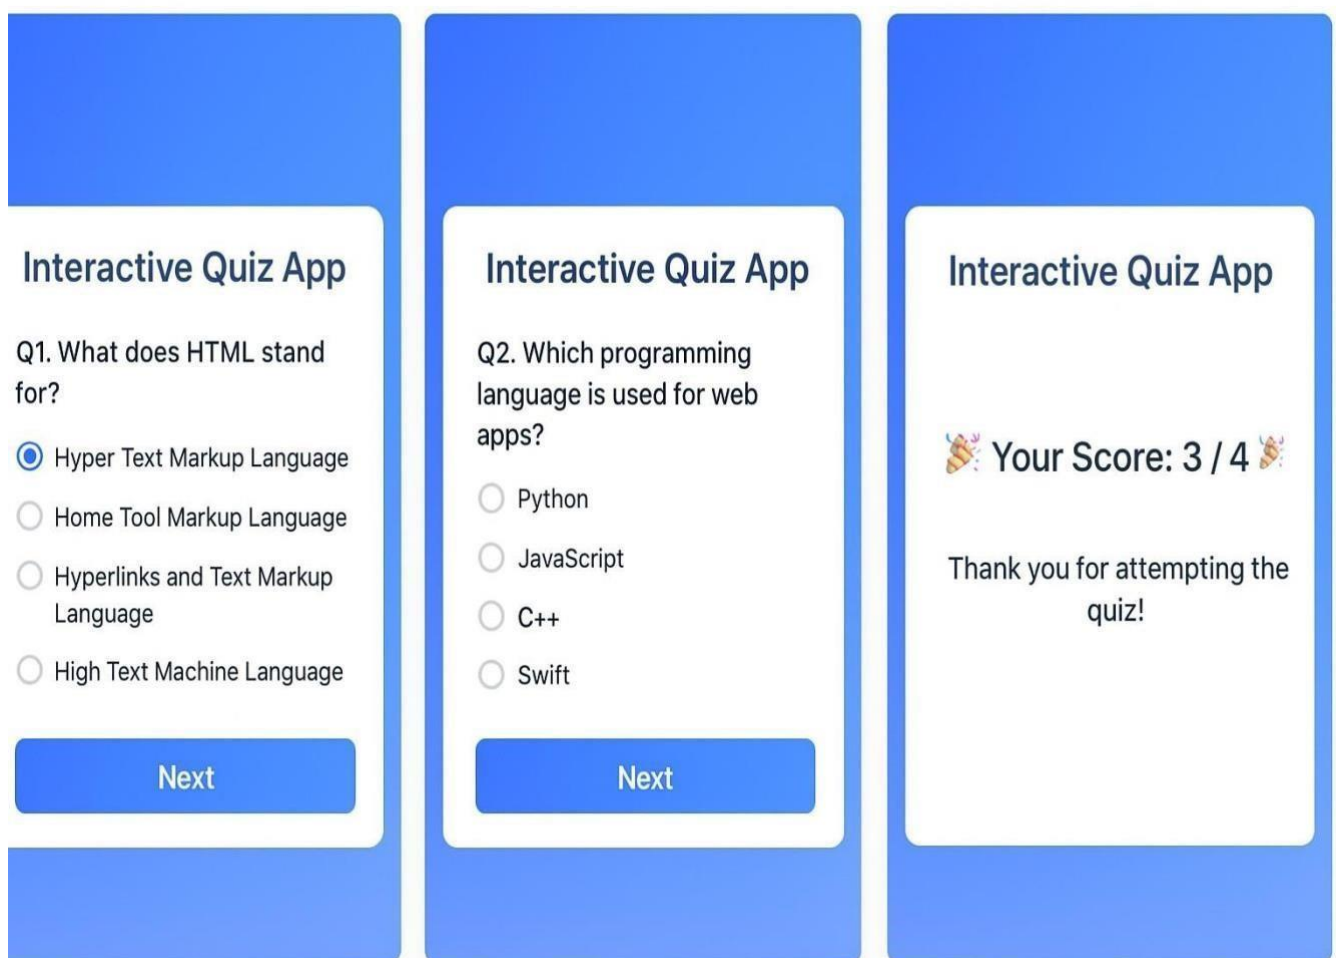 Interactive Quiz App
Q1. What does HTML stand
for?
Hyper Text Markup Language
Home Tool Markup Language
Hyperlinks and Text Markup
Language
High Text Machine Language
Next
Interactive Quiz App
Q2. Which programming
language is used for web
apps?
Python
JavaScript
C++
Swift
Next
Interactive Quiz App
🎉 Your Score: 3 / 4 🎉
Thank you for attempting the
quiz!